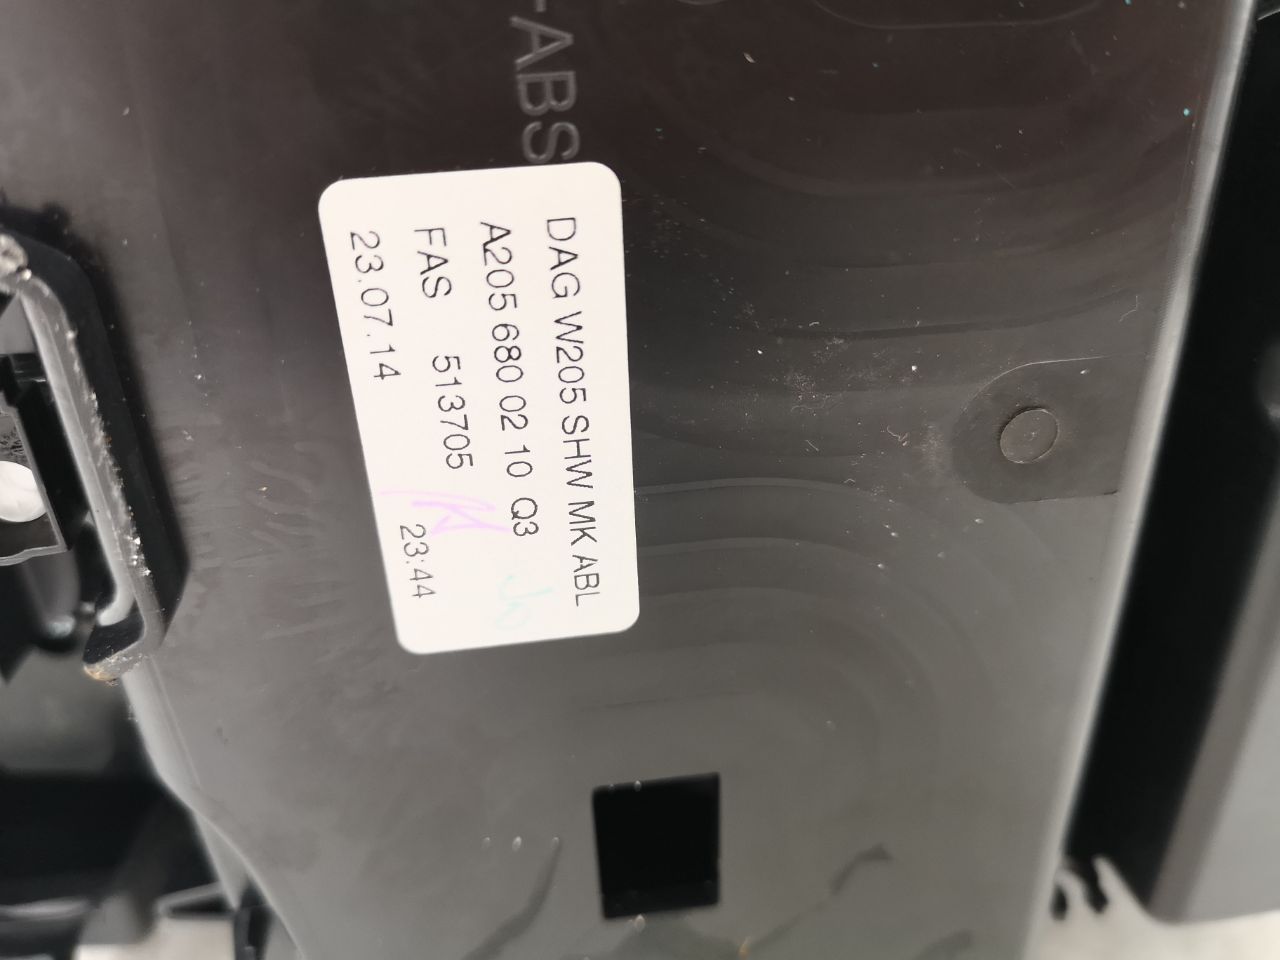 -ABS
DAG W205 SHW MK ABL
A205 680 02 10 Q3
FAS 513705
23.07.14 23:44